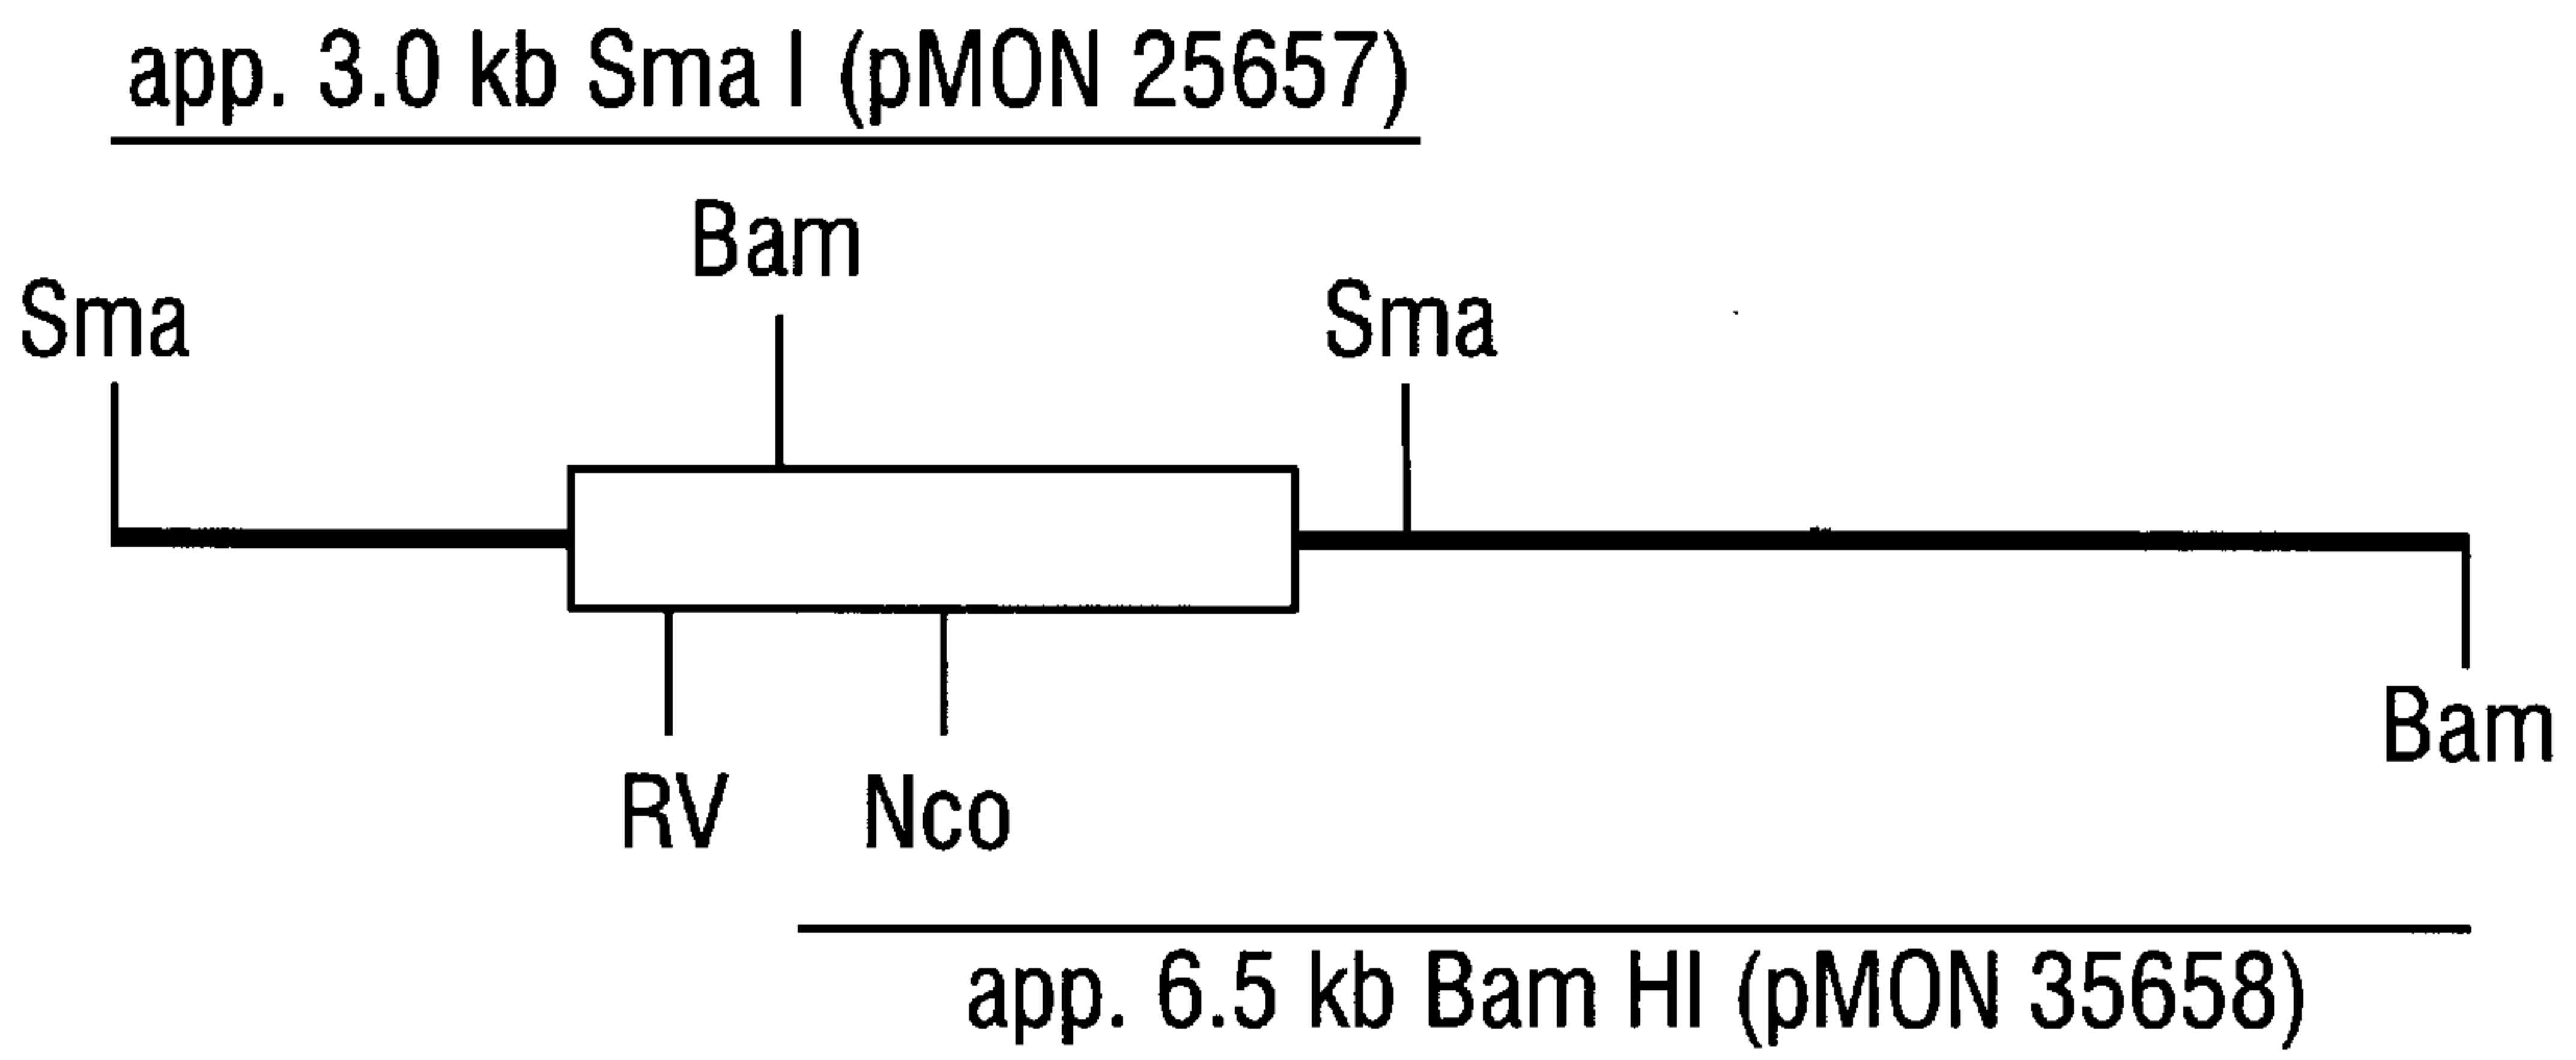 app. 3.0 kb Sma I (pMON 25657)
Bam
Sma
Sma
Bam
RV
Nco
app. 6.5 kb Bam HI (pMON 35658)